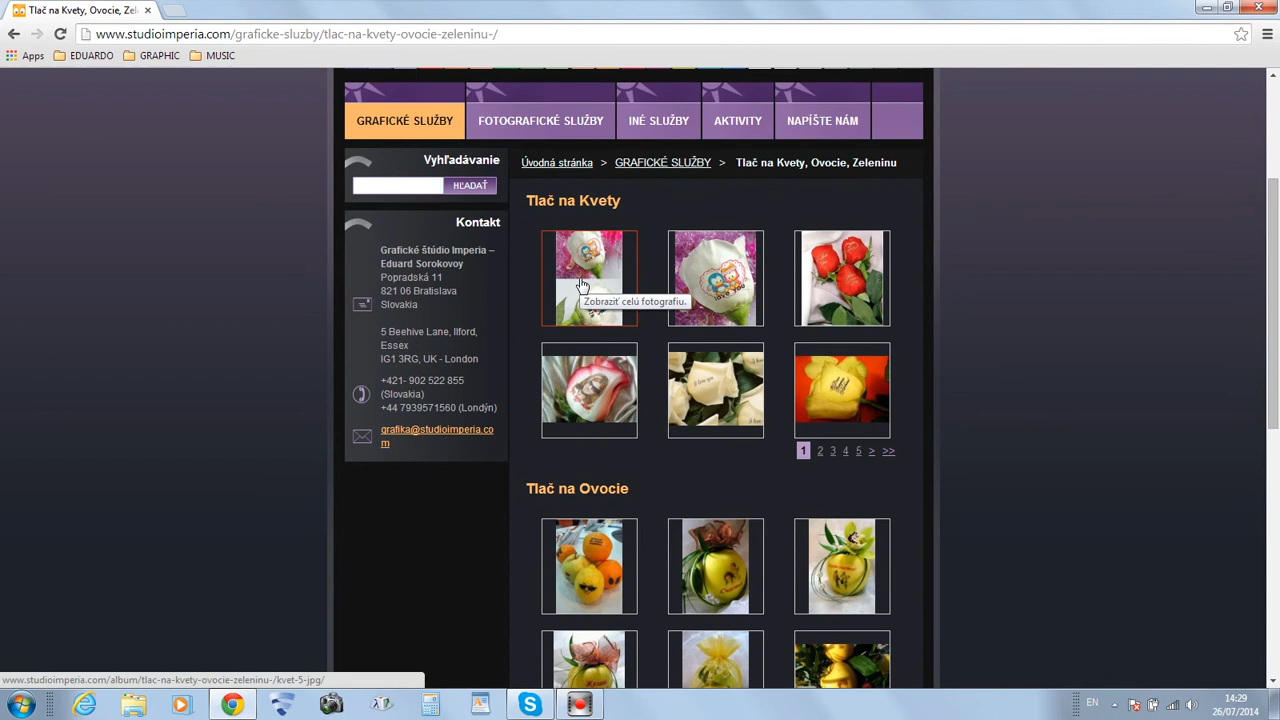 Tlač na Kvety, Ovocie, Zele
www.studioimperia.com/graficke-sluzby/tlac-na-kvety-ovocie-zeleninu-/
Apps EDUARDO GRAPHIC MUSIC
GRAFICKÉ SLUŽBY FOTOGRAFICKÉ SLUŽBY INÉ SLUŽBY AKTIVITY NAPÍŠTE NÁM
Vyhľadávanie
HĽADAŤ
Kontakt
Grafické štúdio Imperia –
Eduard Sorokovoy
Popradská 11
821 06 Bratislava
Slovakia
5 Beehive Lane, Ilford,
Essex
IG1 3RG, UK - London
+421- 902 522 855
(Slovakia)
+44 7939571560 (Londýn)
grafika@studioimperia.co
m
Úvodná stránka > GRAFICKÉ SLUŽBY > Tlač na Kvety, Ovocie, Zeleninu
Tlač na Kvety
Zobraziť celú fotografiu.
love you
I love you
1 2 3 4 5 > >>
Tlač na Ovocie
www.studioimperia.com/album/tlac-na-kvety-ovocie-zeleninu-/kvet-5-jpg/
EN
14:29
26/07/2014